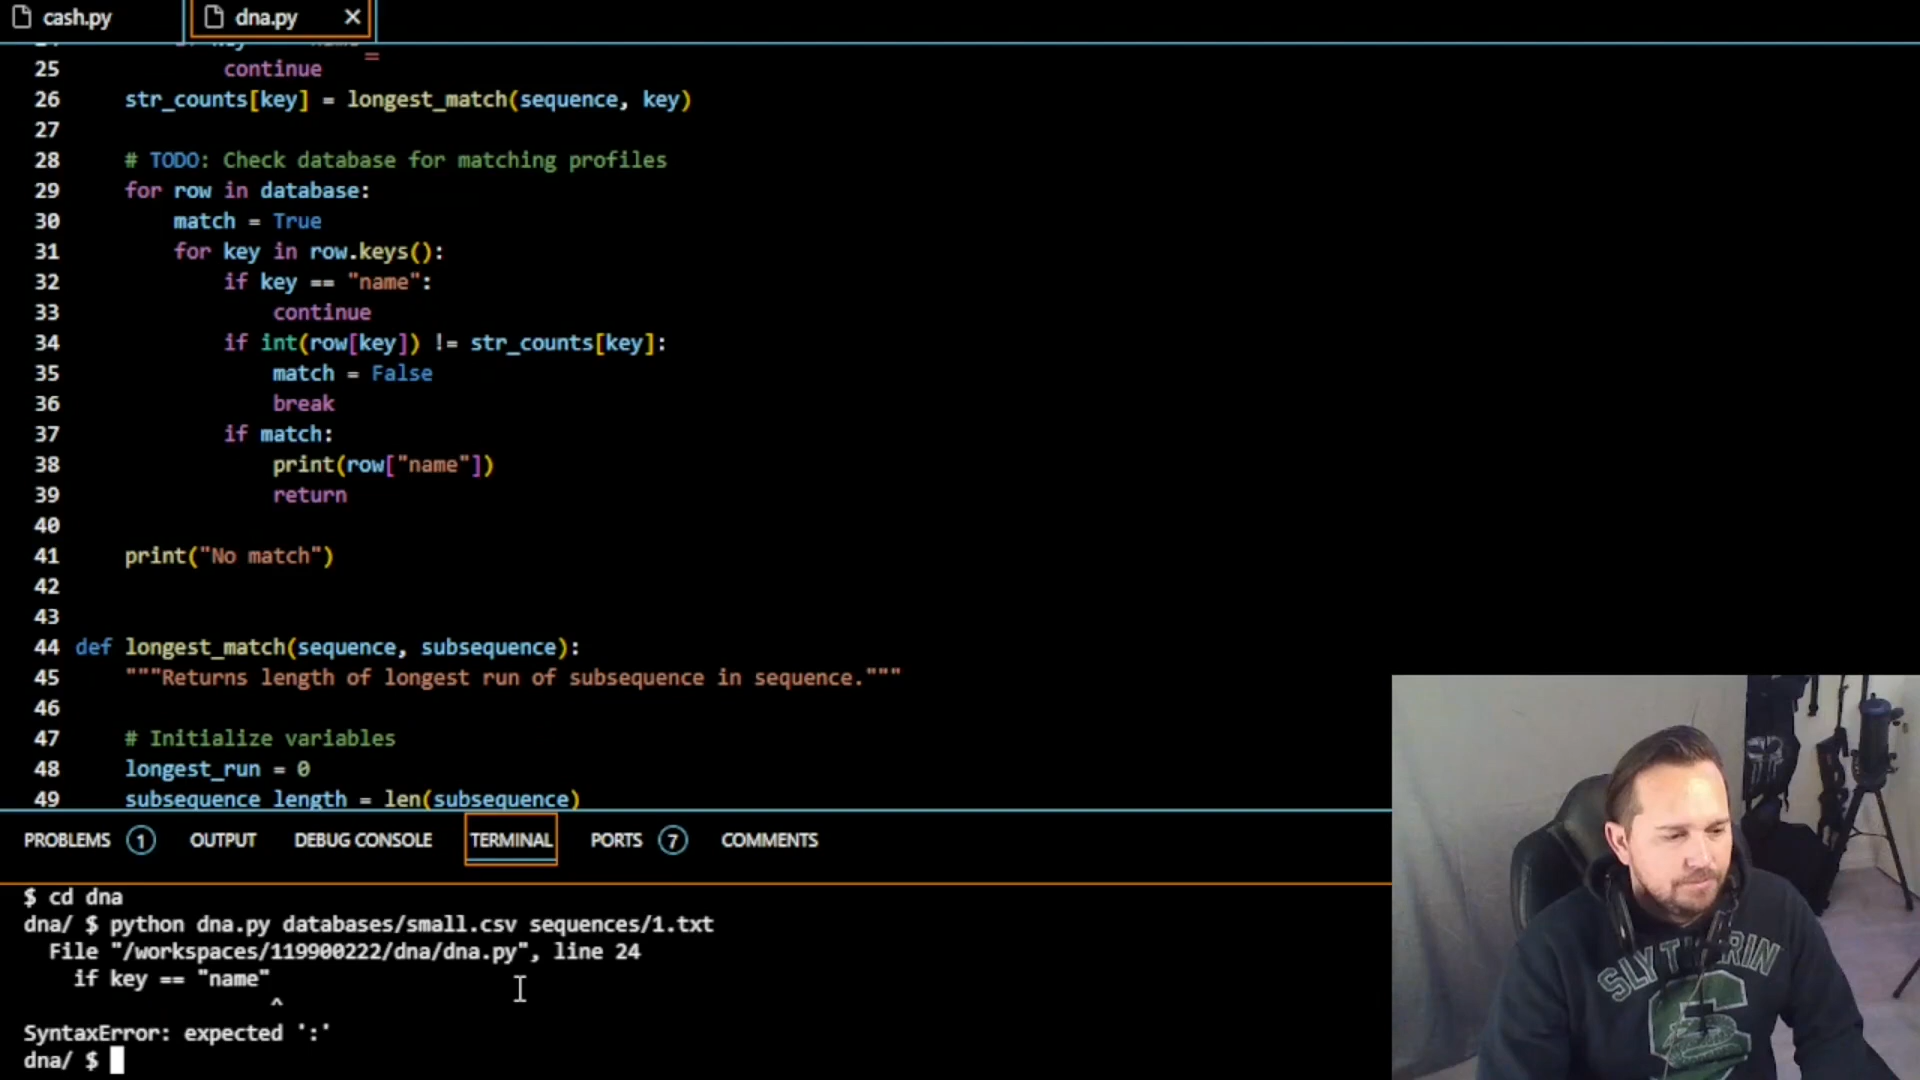 cash.py
dna.py
25 continue
26 str_counts[key] = longest_match(sequence, key)
27
28 # TODO: Check database for matching profiles
29 for row in database:
30 match = True
31 for key in row.keys():
32 if key == "name":
33 continue
34 if int(row[key]) != str_counts[key]:
35 match = False
36 break
37 if match:
38 print(row["name"])
39 return
40
41 print("No match")
42
43
44 def longest_match(sequence, subsequence):
45 """Returns length of longest run of subsequence in sequence."""
46
47 # Initialize variables
48 longest_run = 0
49 subsequence_length = len(subsequence)
PROBLEMS 1 OUTPUT DEBUG CONSOLE TERMINAL PORTS 7 COMMENTS
$ cd dna
dna/ $ python dna.py databases/small.csv sequences/1.txt
File "/workspaces/119900222/dna/dna.py", line 24
if key == "name"
^
SyntaxError: expected ':'
dna/ $
SLYTHERIN